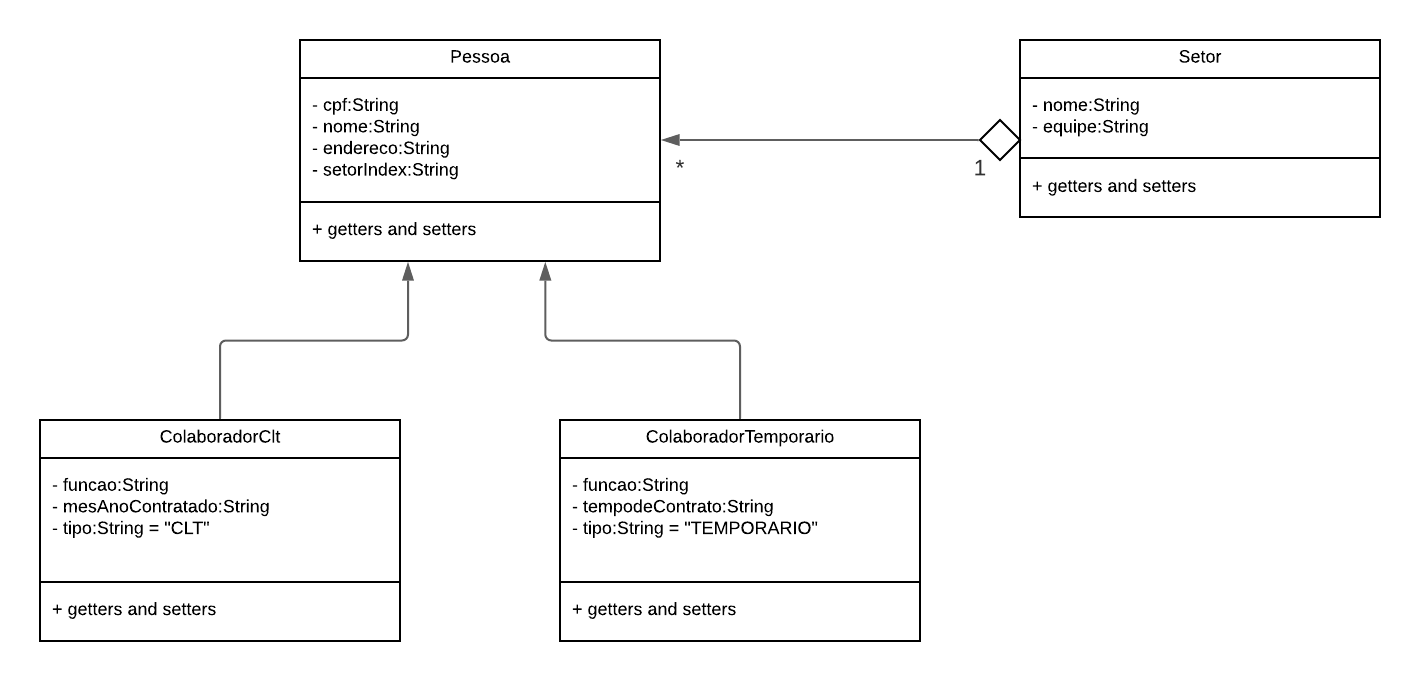 Pessoa
- cpf:String
- nome:String
- endereco:String
- setorIndex:String
+ getters and setters
*
1
Setor
- nome:String
- equipe:String
+ getters and setters
ColaboradorClt
- funcao:String
- mesAnoContratado:String
- tipo:String = "CLT"
+ getters and setters
ColaboradorTemporario
- funcao:String
- tempodeContrato:String
- tipo:String = "TEMPORARIO"
+ getters and setters